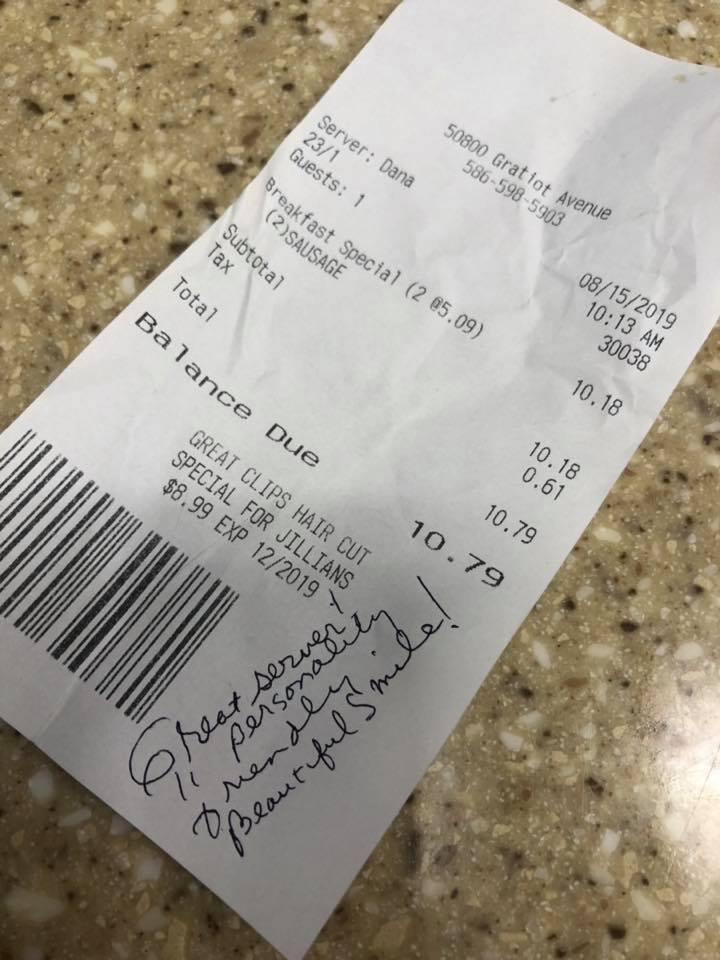 50800 Gratiot Avenue
586-598-5903
Server: Dana 08/15/2019
23/1 10:13 AM
Guests: 1 30038
Breakfast Special (2 @5.09) 10.18
(2)SAUSAGE
Subtotal 10.18
Tax 0.61
Total 10.79
Balance Due 10.79
GREAT CLIPS HAIR CUT
SPECIAL FOR JILLIANS
$8.99 EXP 12/2019
Great server!
" personality
Friendly
Beautiful Smile!